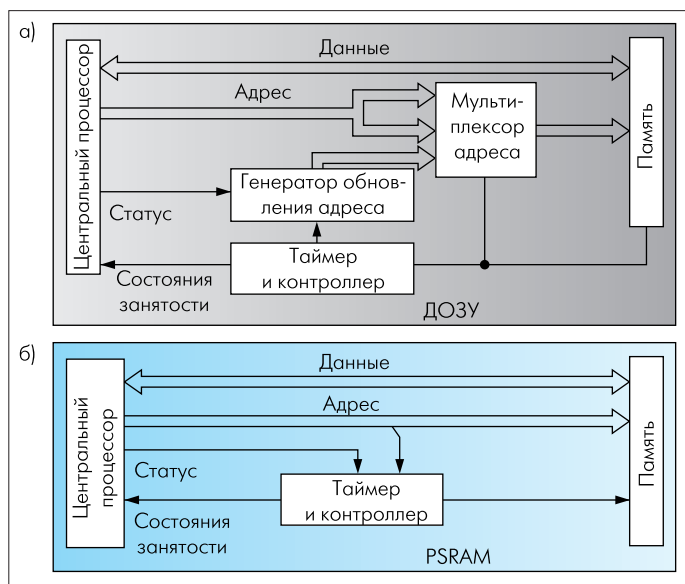 а)
Данные
Адрес
Центральный процессор
Мульти-
плексор
адреса
Память
Генератор обнов-
ления адреса
Статус
Таймер
и контроллер
Состояния
занятости
ДОЗУ
б)
Данные
Адрес
Центральный
процессор
Статус
Таймер
и контроллер
Память
Состояния
занятости
PSRAM